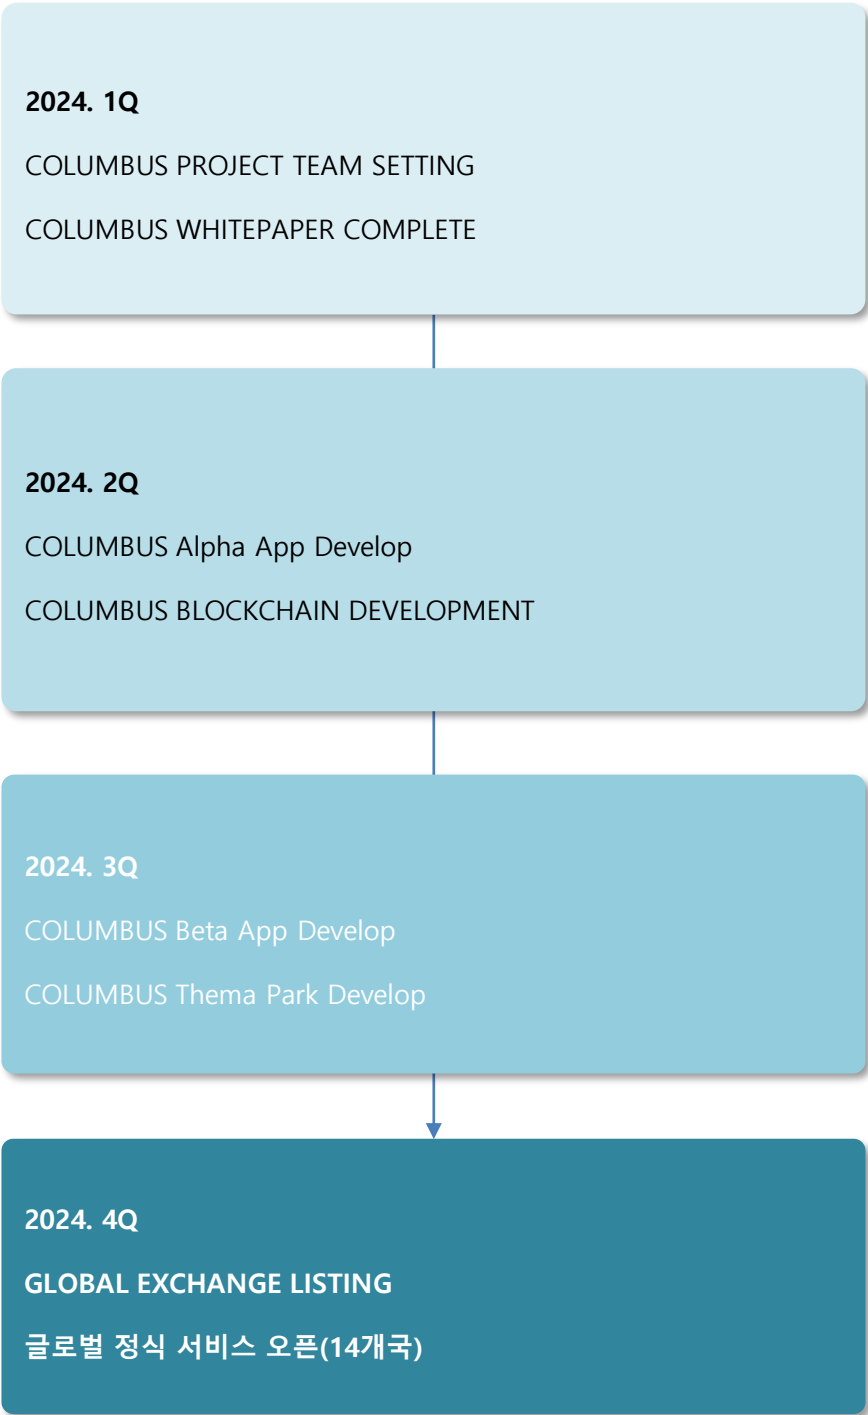 2024. 1Q
COLUMBUS PROJECT TEAM SETTING
COLUMBUS WHITEPAPER COMPLETE
2024. 2Q
COLUMBUS Alpha App Develop
COLUMBUS BLOCKCHAIN DEVELOPMENT
2024. 3Q
COLUMBUS Beta App Develop
COLUMBUS Thema Park Develop
2024. 4Q
GLOBAL EXCHANGE LISTING
글로벌 정식 서비스 오픈(14개국)